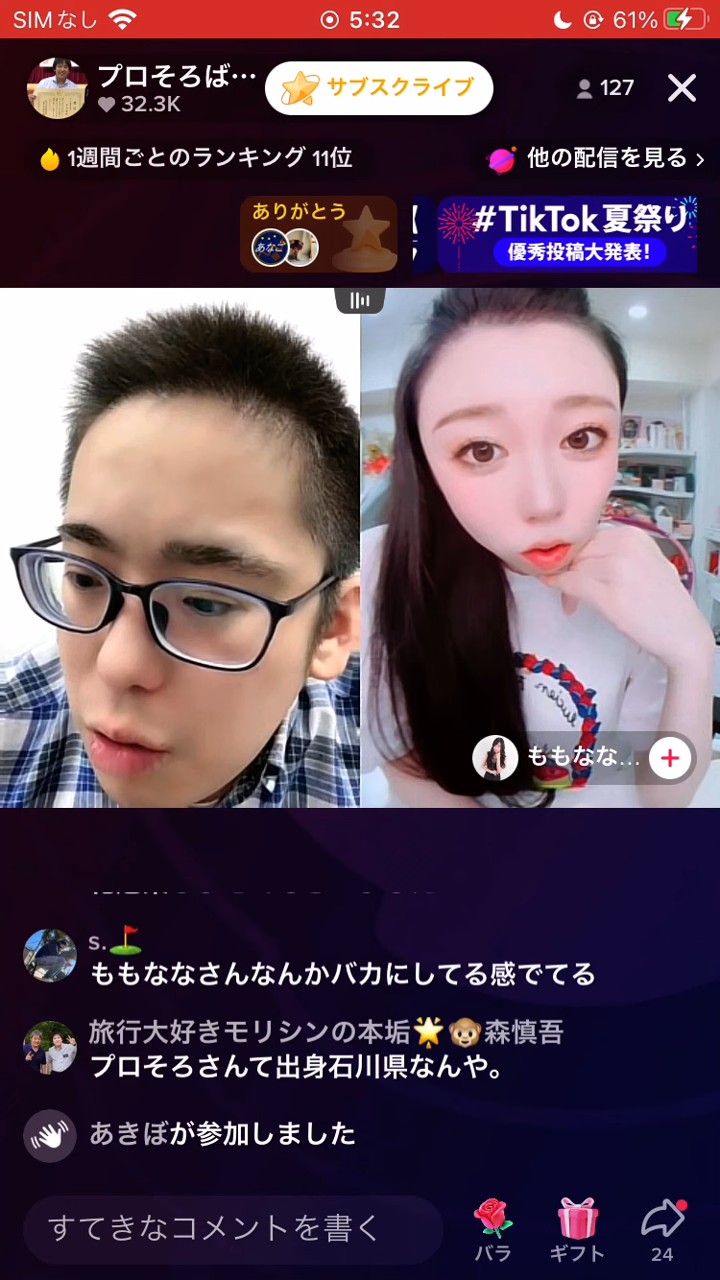 SIMなし 5:32 61%
プロそろば… サブスクライブ 127
32.3K
1週間ごとのランキング 11位 他の配信を見る
ありがとう
あなご
#TikTok夏祭り
優秀投稿大発表!
ももなな…
s.
ももななさんなんかバカにしてる感でてる
旅行大好きモリシンの本垢🌟🐵森慎吾
プロそろさんて出身石川県なんや。
あきぼが参加しました
すてきなコメントを書く
バラ ギフト 24